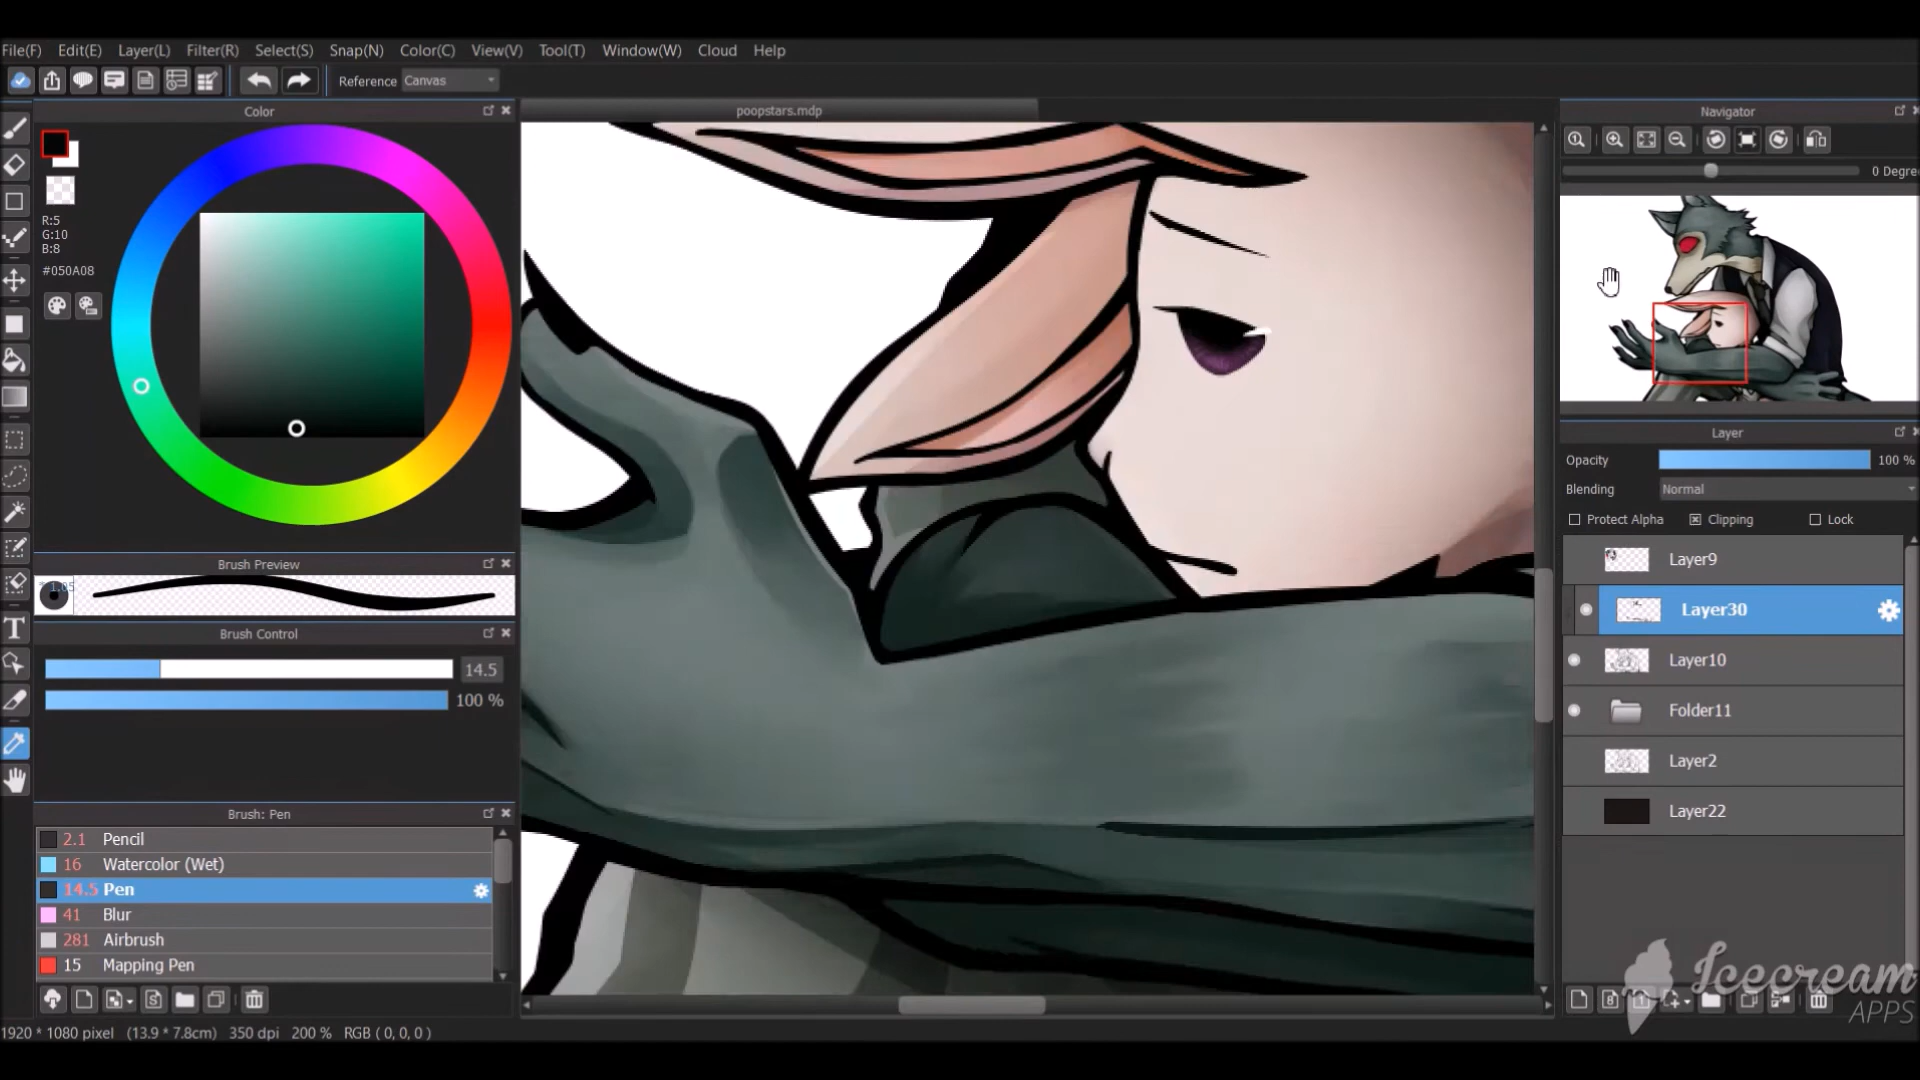 File(F) Edit(E) Layer(L) Filter(R) Select(S) Snap(N) Color(C) View(V) Tool(T) Window(W) Cloud Help
Reference Canvas
Color
poopstars.mdp
Navigator
0 Degre
R:5
G:10
B:8
#050A08
Brush Preview
1.05
Brush Control
14.5
100 %
Brush: Pen
2.1 Pencil
16 Watercolor (Wet)
14.5 Pen
41 Blur
281 Airbrush
15 Mapping Pen
Layer
Opacity 100 %
Blending Normal
Protect Alpha Clipping Lock
Layer9
Layer30
Layer10
Folder11
Layer2
Layer22
Icecream
APPS
1920 * 1080 pixel (13.9 * 7.8cm) 350 dpi 200 % RGB ( 0, 0, 0 )